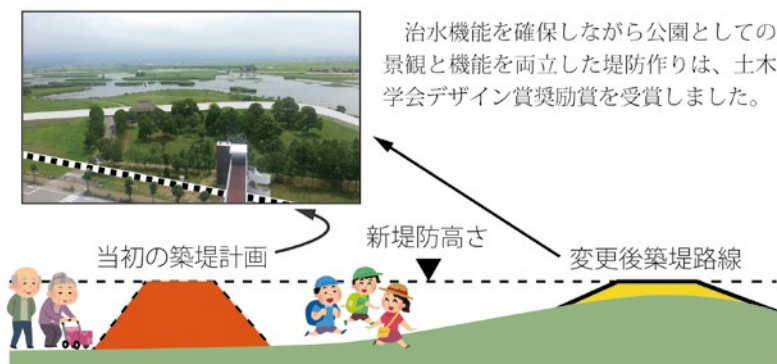 治水機能を確保しながら公園としての
景観と機能を両立した堤防作りは、土木
学会デザイン賞奨励賞を受賞しました。
当初の築堤計画
新堤防高さ
変更後築堤路線